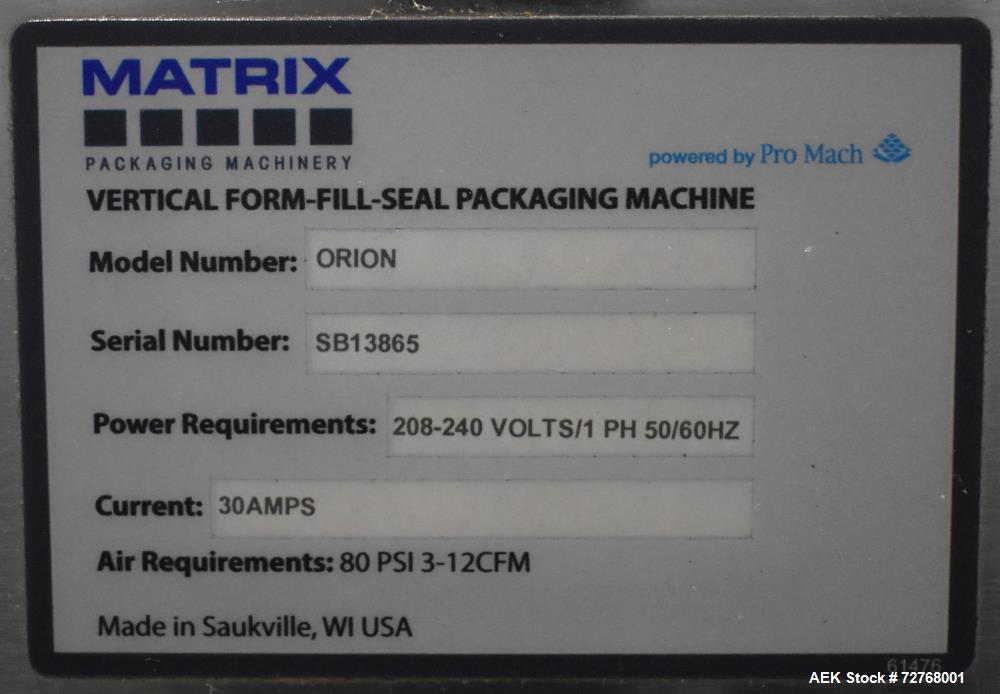 MATRIX
PACKAGING MACHINERY
powered by Pro Mach
VERTICAL FORM-FILL-SEAL PACKAGING MACHINE
Model Number: ORION
Serial Number: SB13865
Power Requirements: 208-240 VOLTS/1 PH 50/60HZ
Current: 30AMPS
Air Requirements: 80 PSI 3-12CFM
Made in Saukville, WI USA
61476
AEK Stock # 72768001